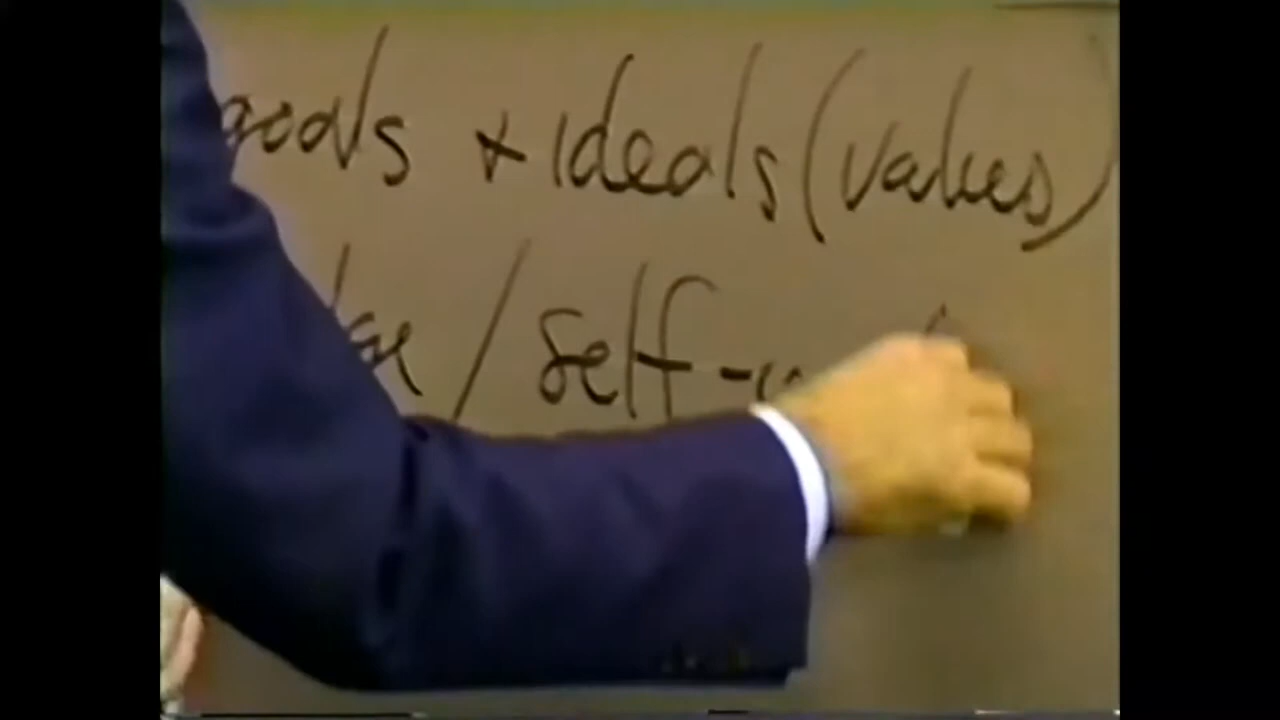 goals + ideals (values)
/ self-